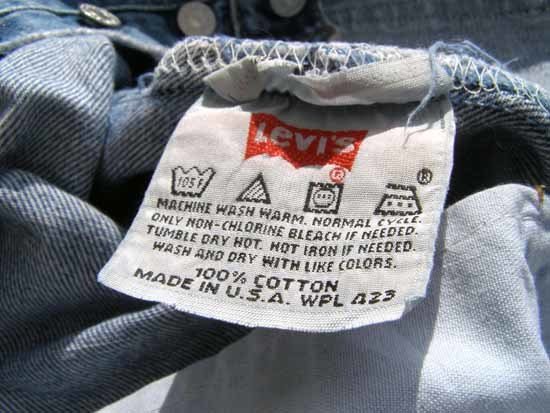 Levi's
®
105F ®
MACHINE WASH WARM. NORMAL CYCLE.
ONLY NON-CHLORINE BLEACH IF NEEDED.
TUMBLE DRY HOT. HOT IRON IF NEEDED.
WASH AND DRY WITH LIKE COLORS.
100% COTTON
MADE IN U.S.A. WPL 423